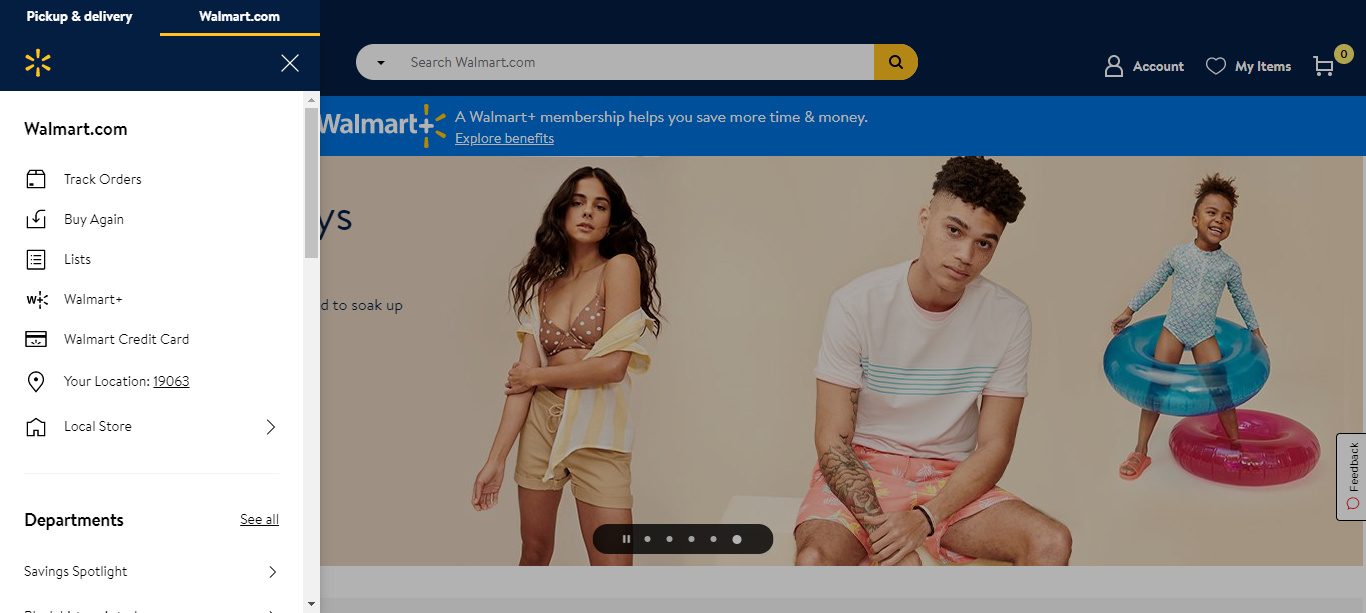 Pickup & delivery
Walmart.com
Search Walmart.com
Account
My Items
0
Walmart.com
Track Orders
Buy Again
Lists
W+
Walmart+
Walmart Credit Card
Your Location: 19063
Local Store
Departments
See all
Savings Spotlight
Walmart+
A Walmart+ membership helps you save more time & money.
Explore benefits
ys
d to soak up
Feedback